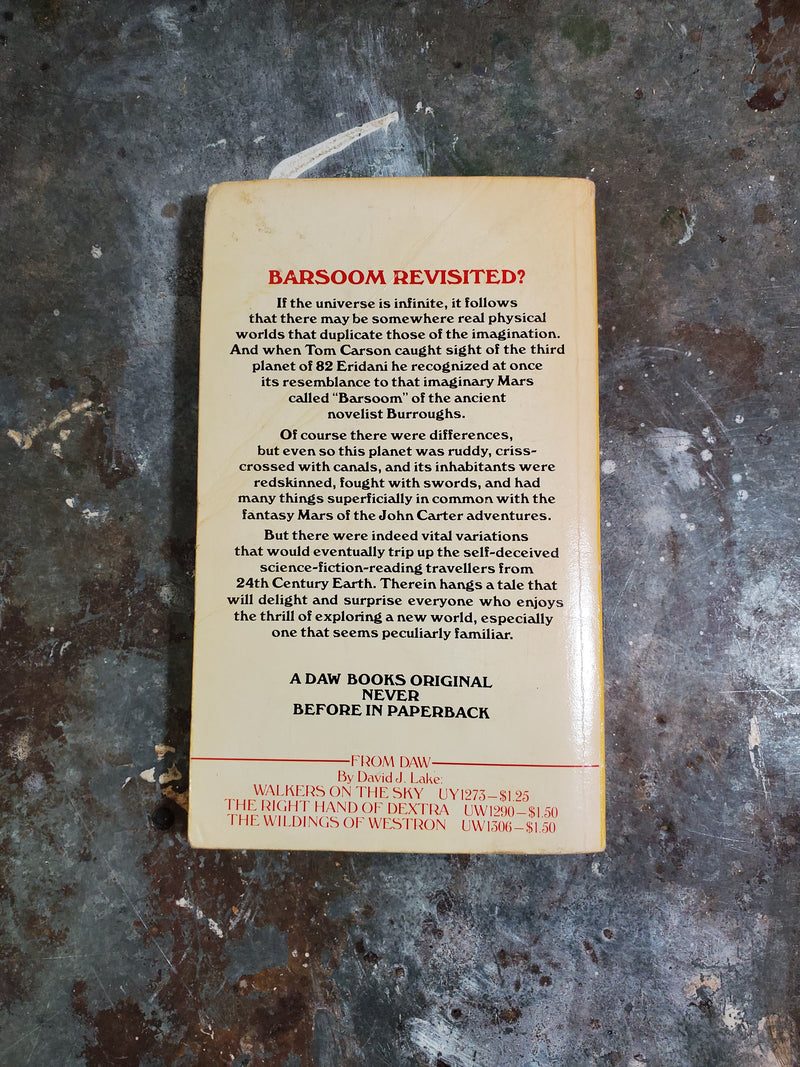 BARSOOM REVISITED?
If the universe is infinite, it follows
that there may be somewhere real physical
worlds that duplicate those of the imagination.
And when Tom Carson caught sight of the third
planet of 82 Eridani he recognized at once
its resemblance to that imaginary Mars
called "Barsoom" of the ancient
novelist Burroughs.
Of course there were differences,
but even so this planet was ruddy, criss-
crossed with canals, and its inhabitants were
redskinned, fought with swords, and had
many things superficially in common with the
fantasy Mars of the John Carter adventures.
But there were indeed vital variations
that would eventually trip up the self-deceived
science-fiction-reading travellers from
24th Century Earth. Therein hangs a tale that
will delight and surprise everyone who enjoys
the thrill of exploring a new world, especially
one that seems peculiarly familiar.
A DAW BOOKS ORIGINAL
NEVER
BEFORE IN PAPERBACK
FROM DAW
By David J. Lake:
WALKERS ON THE SKY UY1273—$1.25
THE RIGHT HAND OF DEXTRA UW1290—$1.50
THE WILDINGS OF WESTRON UW1306—$1.50